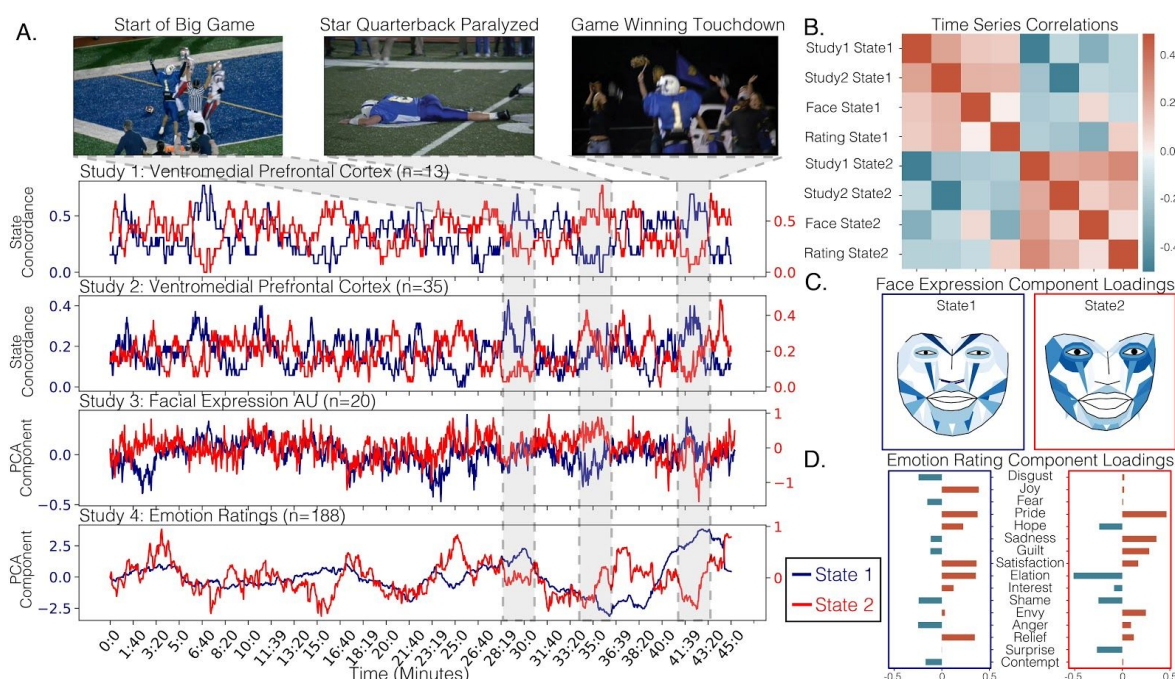 A.
Start of Big Game
Star Quarterback Paralyzed
Game Winning Touchdown
1
Study 1: Ventromedial Prefrontal Cortex (n=13)
State
Concordance
0.5
0.0
0.5
0.0
Study 2: Ventromedial Prefrontal Cortex (n=35)
State
Concordance
0.4
0.2
0.0
0.2
0.0
Study 3: Facial Expression AU (n=20)
PCA
Component
0.0
−0.5
1
0
−1
Study 4: Emotion Ratings (n=188)
PCA
Component
2.5
0.0
−2.5
1
0
0:0
1:40
3:20
5:0
6:40
8:20
10:0
11:39
13:20
15:0
16:40
18:19
20:0
21:40
23:20
25:0
26:40
28:19
30:0
31:40
33:20
35:0
36:39
38:20
40:0
41:39
43:20
45:0
Time (Minutes)
State 1
State 2
B.
Time Series Correlations
Study1 State1
Study2 State1
Face State1
Rating State1
Study1 State2
Study2 State2
Face State2
Rating State2
0.4
0.2
0.0
-0.2
-0.4
C.
Face Expression Component Loadings
State1
State2
D.
Emotion Rating Component Loadings
Disgust
Joy
Fear
Pride
Hope
Sadness
Guilt
Satisfaction
Elation
Interest
Shame
Envy
Anger
Relief
Surprise
Contempt
-0.5
0
0.5
-0.5
0
0.5